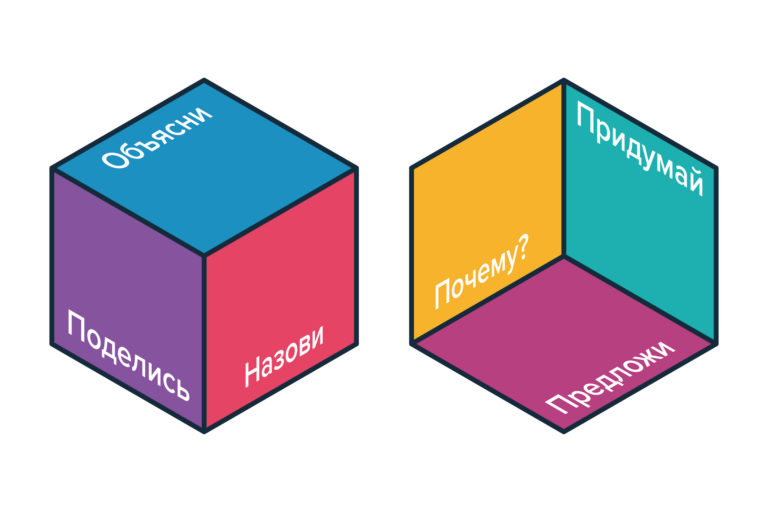 Объясни
Поделись
Назови
Придумай
Почему?
Предложи